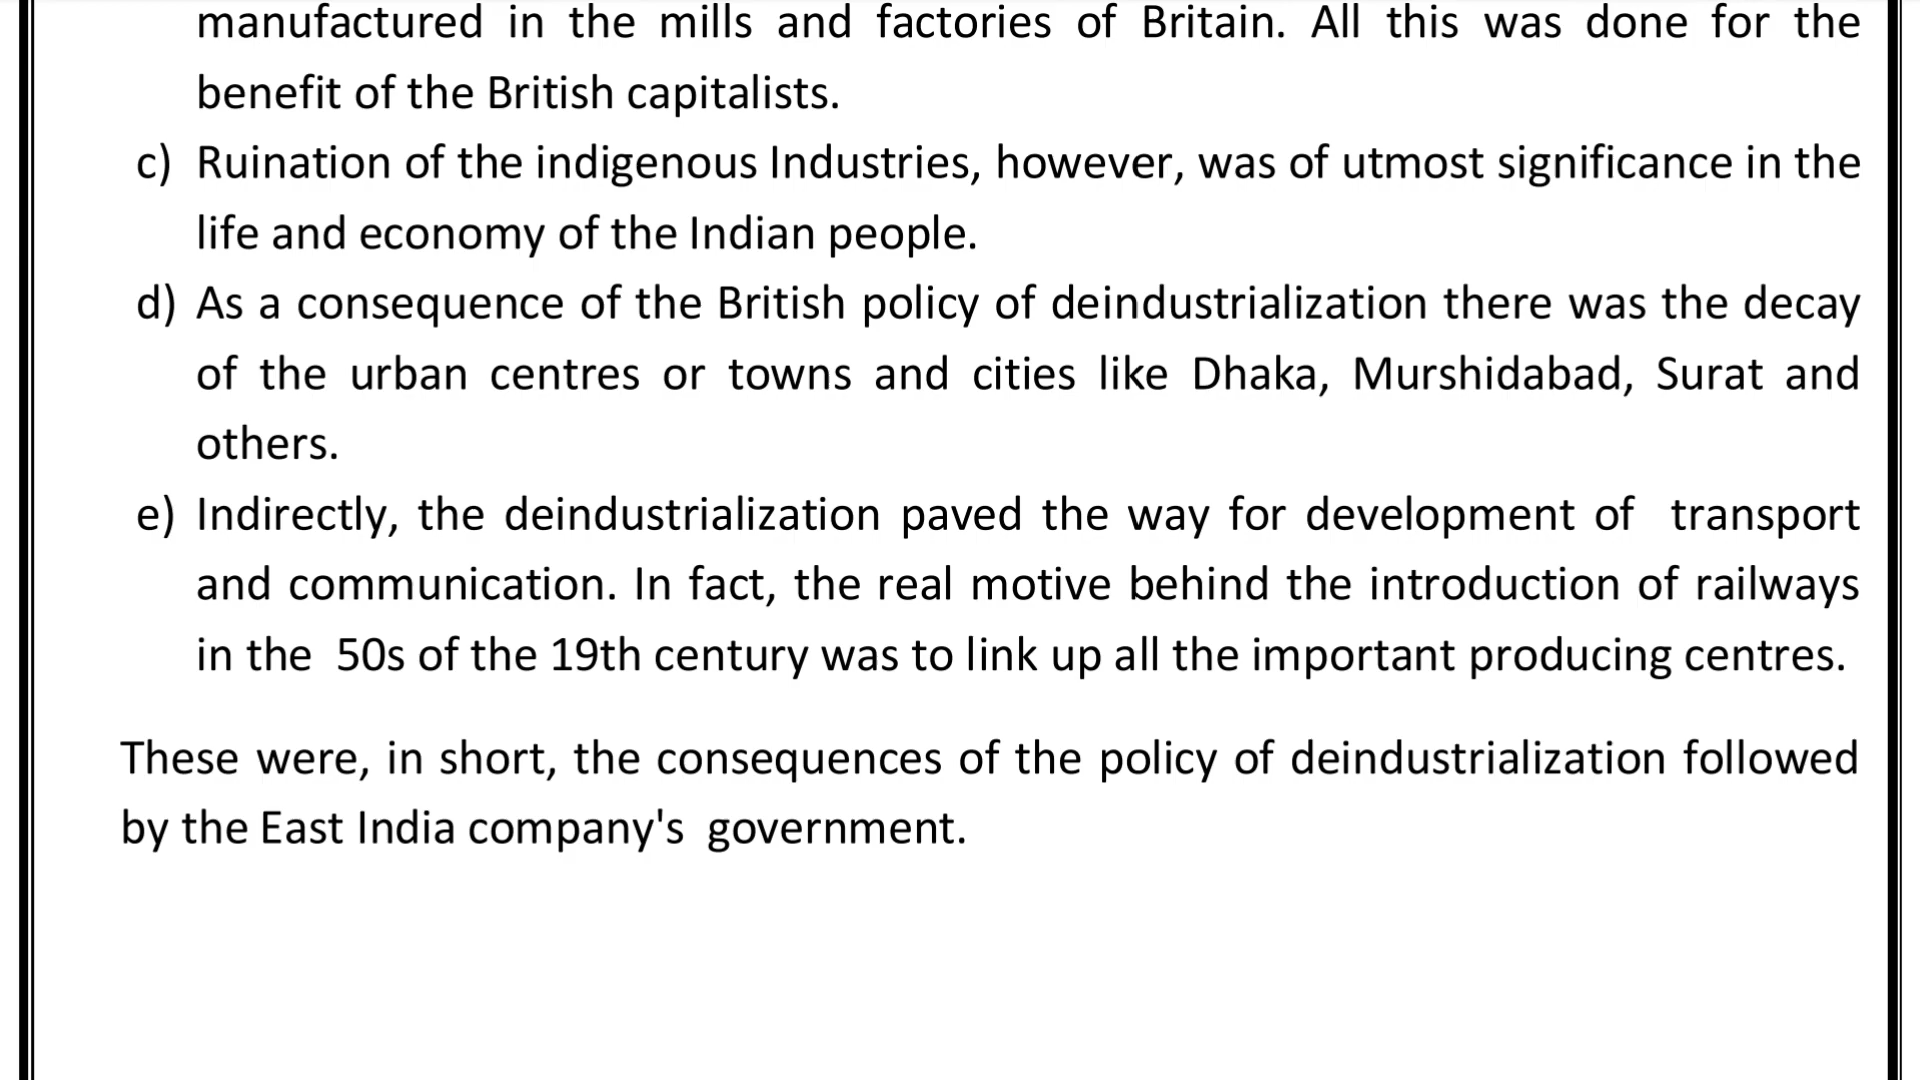 manufactured in the mills and factories of Britain. All this was done for the
benefit of the British capitalists.
c) Ruination of the indigenous Industries, however, was of utmost significance in the
life and economy of the Indian people.
d) As a consequence of the British policy of deindustrialization there was the decay
of the urban centres or towns and cities like Dhaka, Murshidabad, Surat and
others.
e) Indirectly, the deindustrialization paved the way for development of transport
and communication. In fact, the real motive behind the introduction of railways
in the 50s of the 19th century was to link up all the important producing centres.
These were, in short, the consequences of the policy of deindustrialization followed
by the East India company's government.